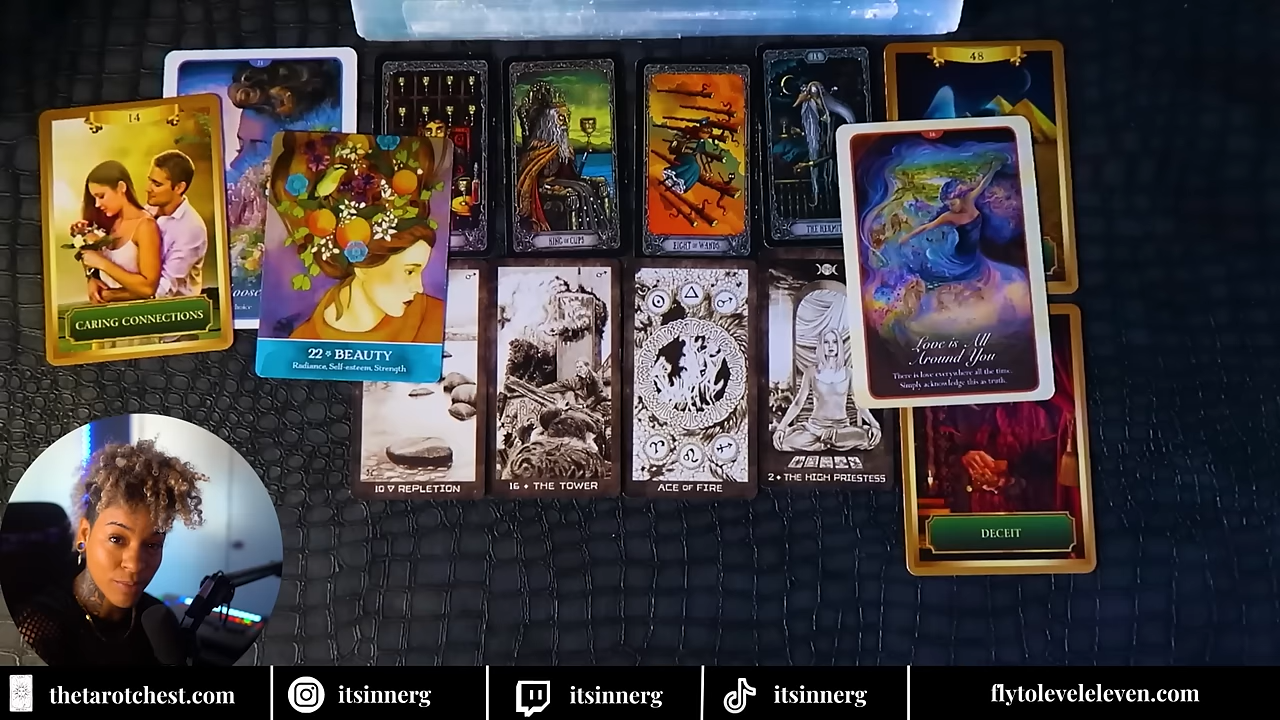 14
21
48
CARING CONNECTIONS
KING OF CUPS
EIGHT OF WANDS
THE HERMIT
22 BEAUTY
Radiance, Self-esteem, Strength
Love is All
Around You
There is love everywhere all the time.
Simply acknowledge this as truth.
10 ▽ REPLETION
16 + THE TOWER
ACE OF FIRE
2 + THE HIGH PRIESTESS
DECEIT
thetarotchest.com
itsinnerg
itsinnerg
itsinnerg
flytoleveleleven.com